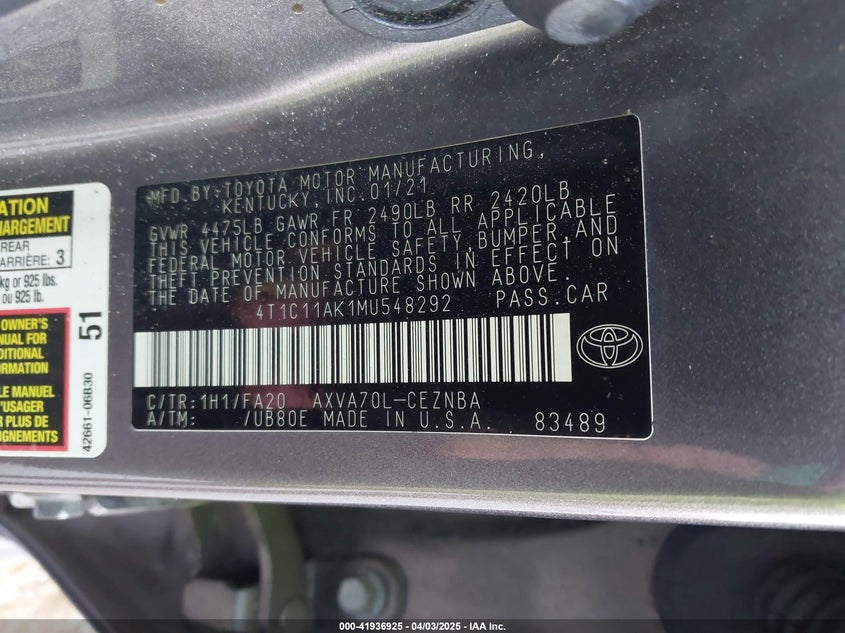 ATION
HARGEMENT
REAR
ARRIÈRE: 3
kg or 925 lbs.
ou 925 lb.
OWNER'S
NUAL FOR
DITIONAL
ORMATION
LE MANUEL
USAGER
R PLUS DE
IGNEMENTS
51
42661-06B30
MFD. BY: TOYOTA MOTOR MANUFACTURING,
KENTUCKY, INC. 01/21
GVWR 4475LB GAWR FR 2490LB RR 2420LB
THIS VEHICLE CONFORMS TO ALL APPLICABLE
FEDERAL MOTOR VEHICLE SAFETY, BUMPER, AND
THEFT PREVENTION STANDARDS IN EFFECT ON
THE DATE OF MANUFACTURE SHOWN ABOVE.
4T1C11AK1MU548292 PASS. CAR
C/TR: 1H1/FA20 AXVA70L-CEZNBA
A/TM: /UB80E MADE IN U.S.A. 83489
000-41936925 - 04/03/2025 - IAA Inc.